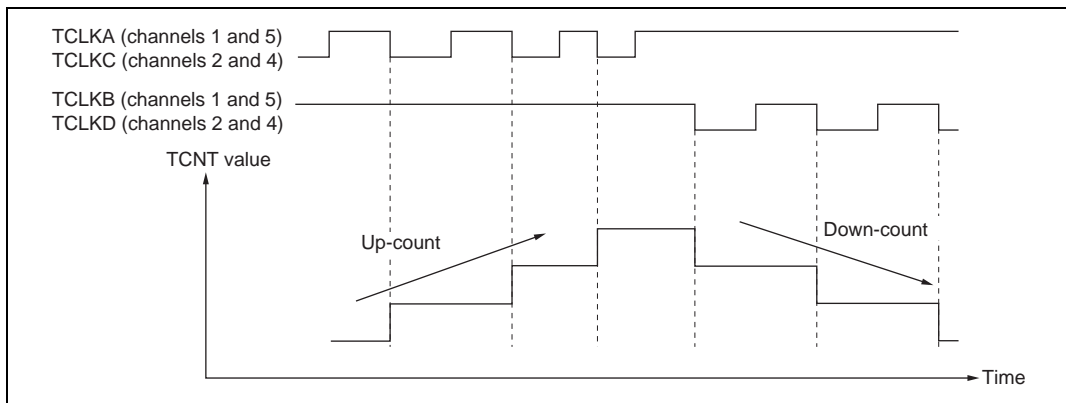 TCLKA (channels 1 and 5)
TCLKC (channels 2 and 4)
TCLKB (channels 1 and 5)
TCLKD (channels 2 and 4)
TCNT value
Up-count
Down-count
Time